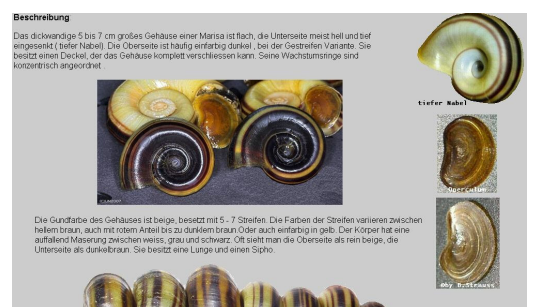 Beschreibung:
Das dickwandige 5 bis 7 cm großes Gehäuse einer Marisa ist flach, die Unterseite meist hell und tief
eingesenkt ( tiefer Nabel). Die Oberseite ist häufig einfarbig dunkel , bei der Gestreifen Variante. Sie
besitzt einen Deckel, der das Gehäuse komplett verschliessen kann. Seine Wachstumsringe sind
konzentrisch angeordnet .
tiefer Nabel
Operculum
Die Gundfarbe des Gehäuses ist beige, besetzt mit 5 - 7 Streifen. Die Farben der Streifen variieren zwischen
hellem braun, auch mit rotem Anteil bis zu dunklem braun.Oder auch einfarbig in gelb. Der Körper hat eine
auffallend Maserung zwischen weiss, grau und schwarz. Oft sieht man die Oberseite als rein beige, die
Unterseite als dunkelbraun. Sie besitzt eine Lunge und einen Sipho.
©by D.Strauss